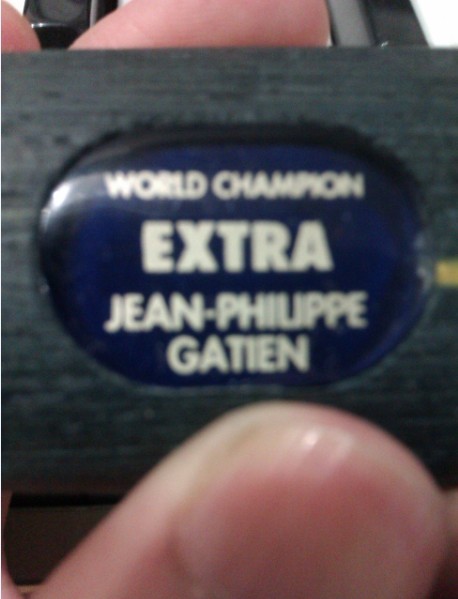 WORLD CHAMPION
EXTRA
JEAN-PHILIPPE
GATIEN